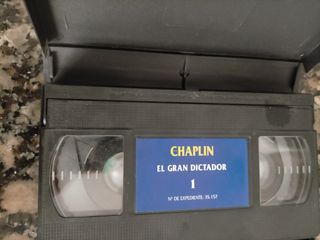 CHAPLIN
EL GRAN DICTADOR
1
Nº DE EXPEDIENTE: 35.157